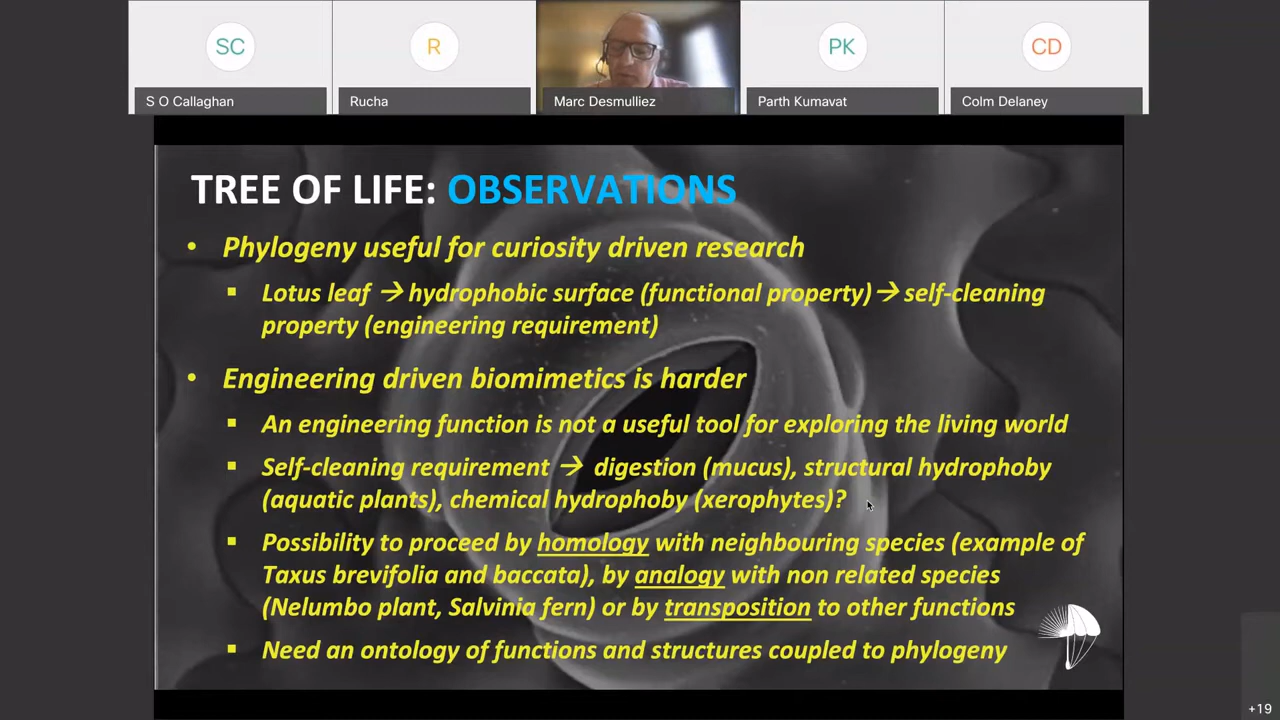 SC
R
PK
CD
S O Callaghan
Rucha
Marc Desmulliez
Parth Kumavat
Colm Delaney
TREE OF LIFE: OBSERVATIONS
• Phylogeny useful for curiosity driven research
▪ Lotus leaf → hydrophobic surface (functional property) → self-cleaning
property (engineering requirement)
• Engineering driven biomimetics is harder
▪ An engineering function is not a useful tool for exploring the living world
▪ Self-cleaning requirement → digestion (mucus), structural hydrophoby
(aquatic plants), chemical hydrophoby (xerophytes)?
▪ Possibility to proceed by homology with neighbouring species (example of
Taxus brevifolia and baccata), by analogy with non related species
(Nelumbo plant, Salvinia fern) or by transposition to other functions
▪ Need an ontology of functions and structures coupled to phylogeny
+19